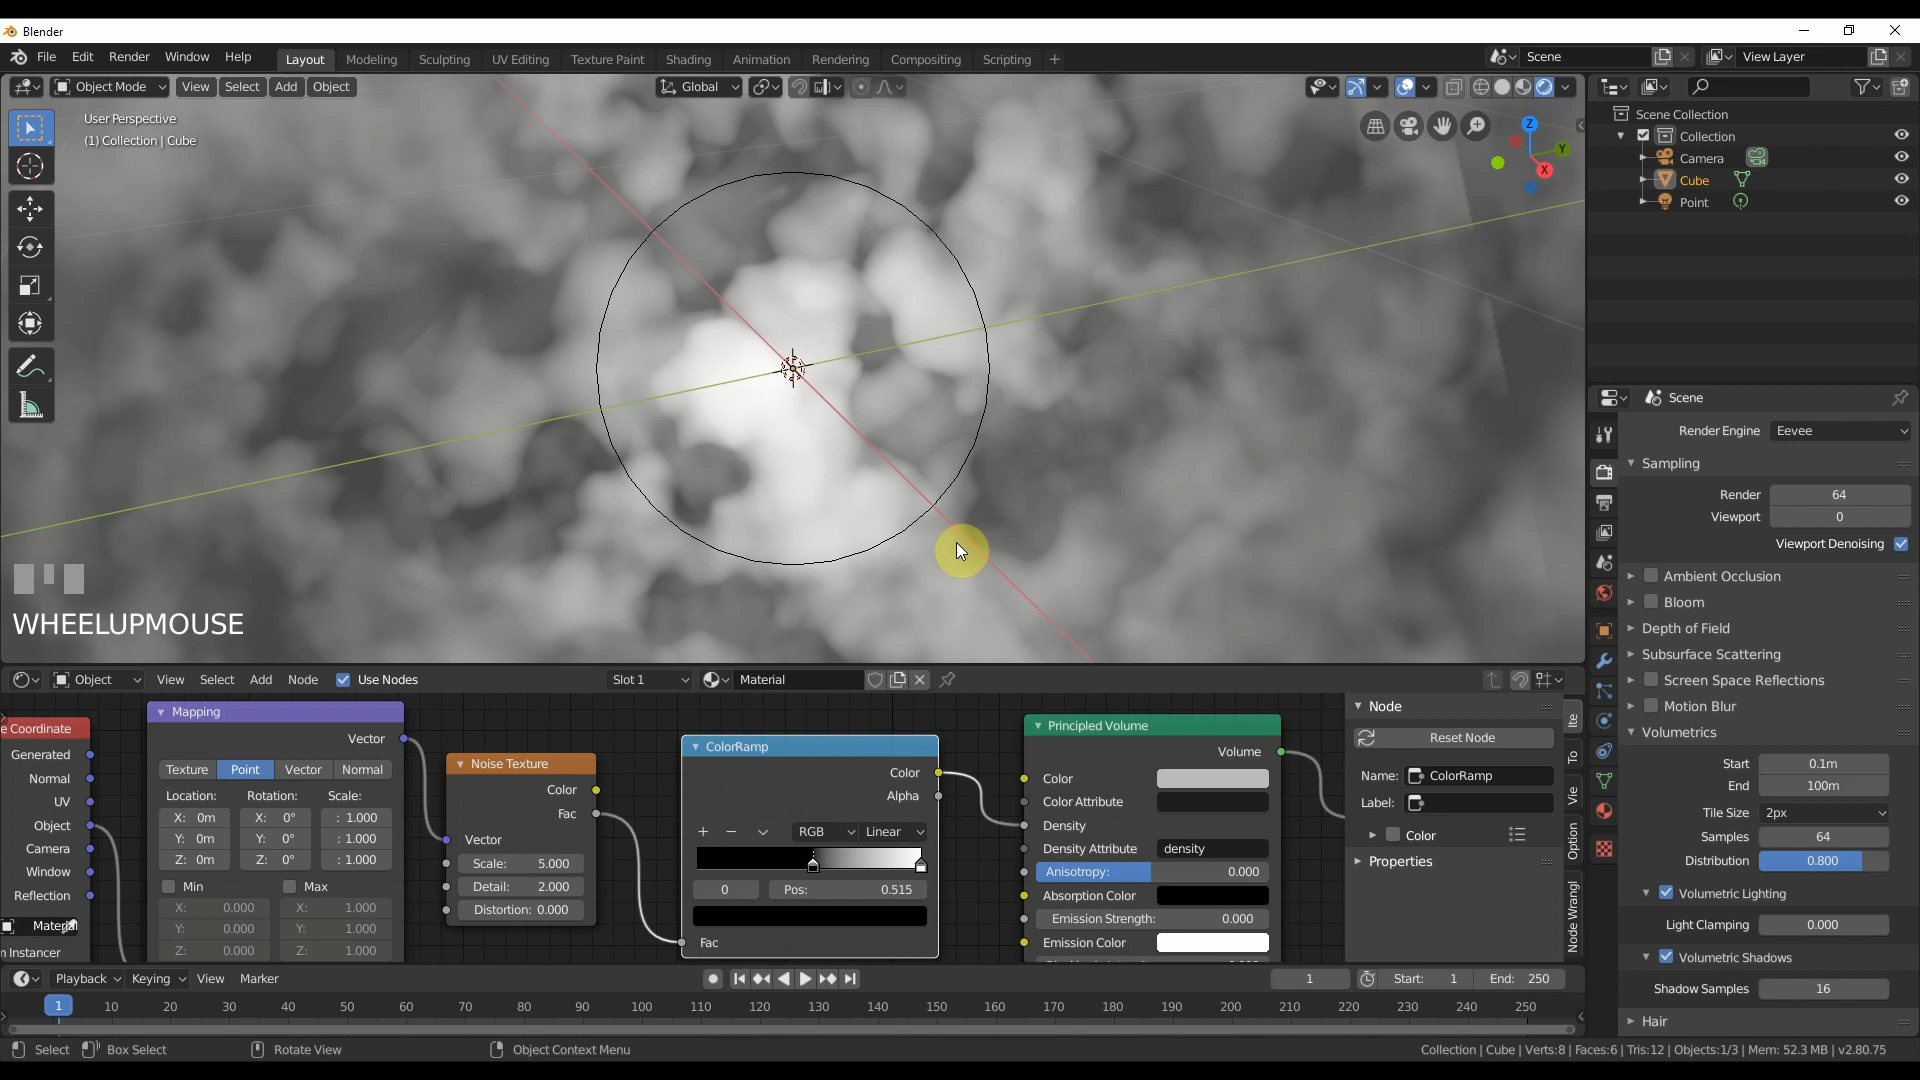 Blender
File Edit Render Window Help Layout Modeling Sculpting UV Editing Texture Paint Shading Animation Rendering Compositing Scripting + Scene View Layer
Object Mode View Select Add Object Global
User Perspective
(1) Collection | Cube
Z
Y
X
WHEELUPMOUSE
Scene Collection
Collection
Camera
Cube
Point
Scene
Render Engine Eevee
Sampling
Render 64
Viewport 0
Viewport Denoising
Ambient Occlusion
Bloom
Depth of Field
Subsurface Scattering
Screen Space Reflections
Motion Blur
Volumetrics
Start 0.1m
End 100m
Tile Size 2px
Samples 64
Distribution 0.800
Volumetric Lighting
Light Clamping 0.000
Volumetric Shadows
Shadow Samples 16
Hair
Object View Select Add Node Use Nodes Slot 1 Material
e Coordinate
Generated
Normal
UV
Object
Camera
Window
Reflection
Material
n Instancer
Mapping
Vector
Texture Point Vector Normal
Location: Rotation: Scale:
X: 0m X: 0° : 1.000
Y: 0m Y: 0° : 1.000
Z: 0m Z: 0° : 1.000
Min Max
X: 0.000 X: 1.000
Y: 0.000 Y: 1.000
Z: 0.000 Z: 1.000
Noise Texture
Color
Fac
Vector
Scale: 5.000
Detail: 2.000
Distortion: 0.000
ColorRamp
Color
Alpha
+ − RGB Linear
0 Pos: 0.515
Fac
Principled Volume
Volume
Color
Color Attribute
Density
Density Attribute density
Anisotropy: 0.000
Absorption Color
Emission Strength: 0.000
Emission Color
Node
Reset Node
Name: ColorRamp
Label:
Color
Properties
Ite
To
Vie
Option
Node Wrangl
Playback Keying View Marker 1 Start: 1 End: 250
1 10 20 30 40 50 60 70 80 90 100 110 120 130 140 150 160 170 180 190 200 210 220 230 240 250
Select Box Select Rotate View Object Context Menu Collection | Cube | Verts:8 | Faces:6 | Tris:12 | Objects:1/3 | Mem: 52.3 MB | v2.80.75